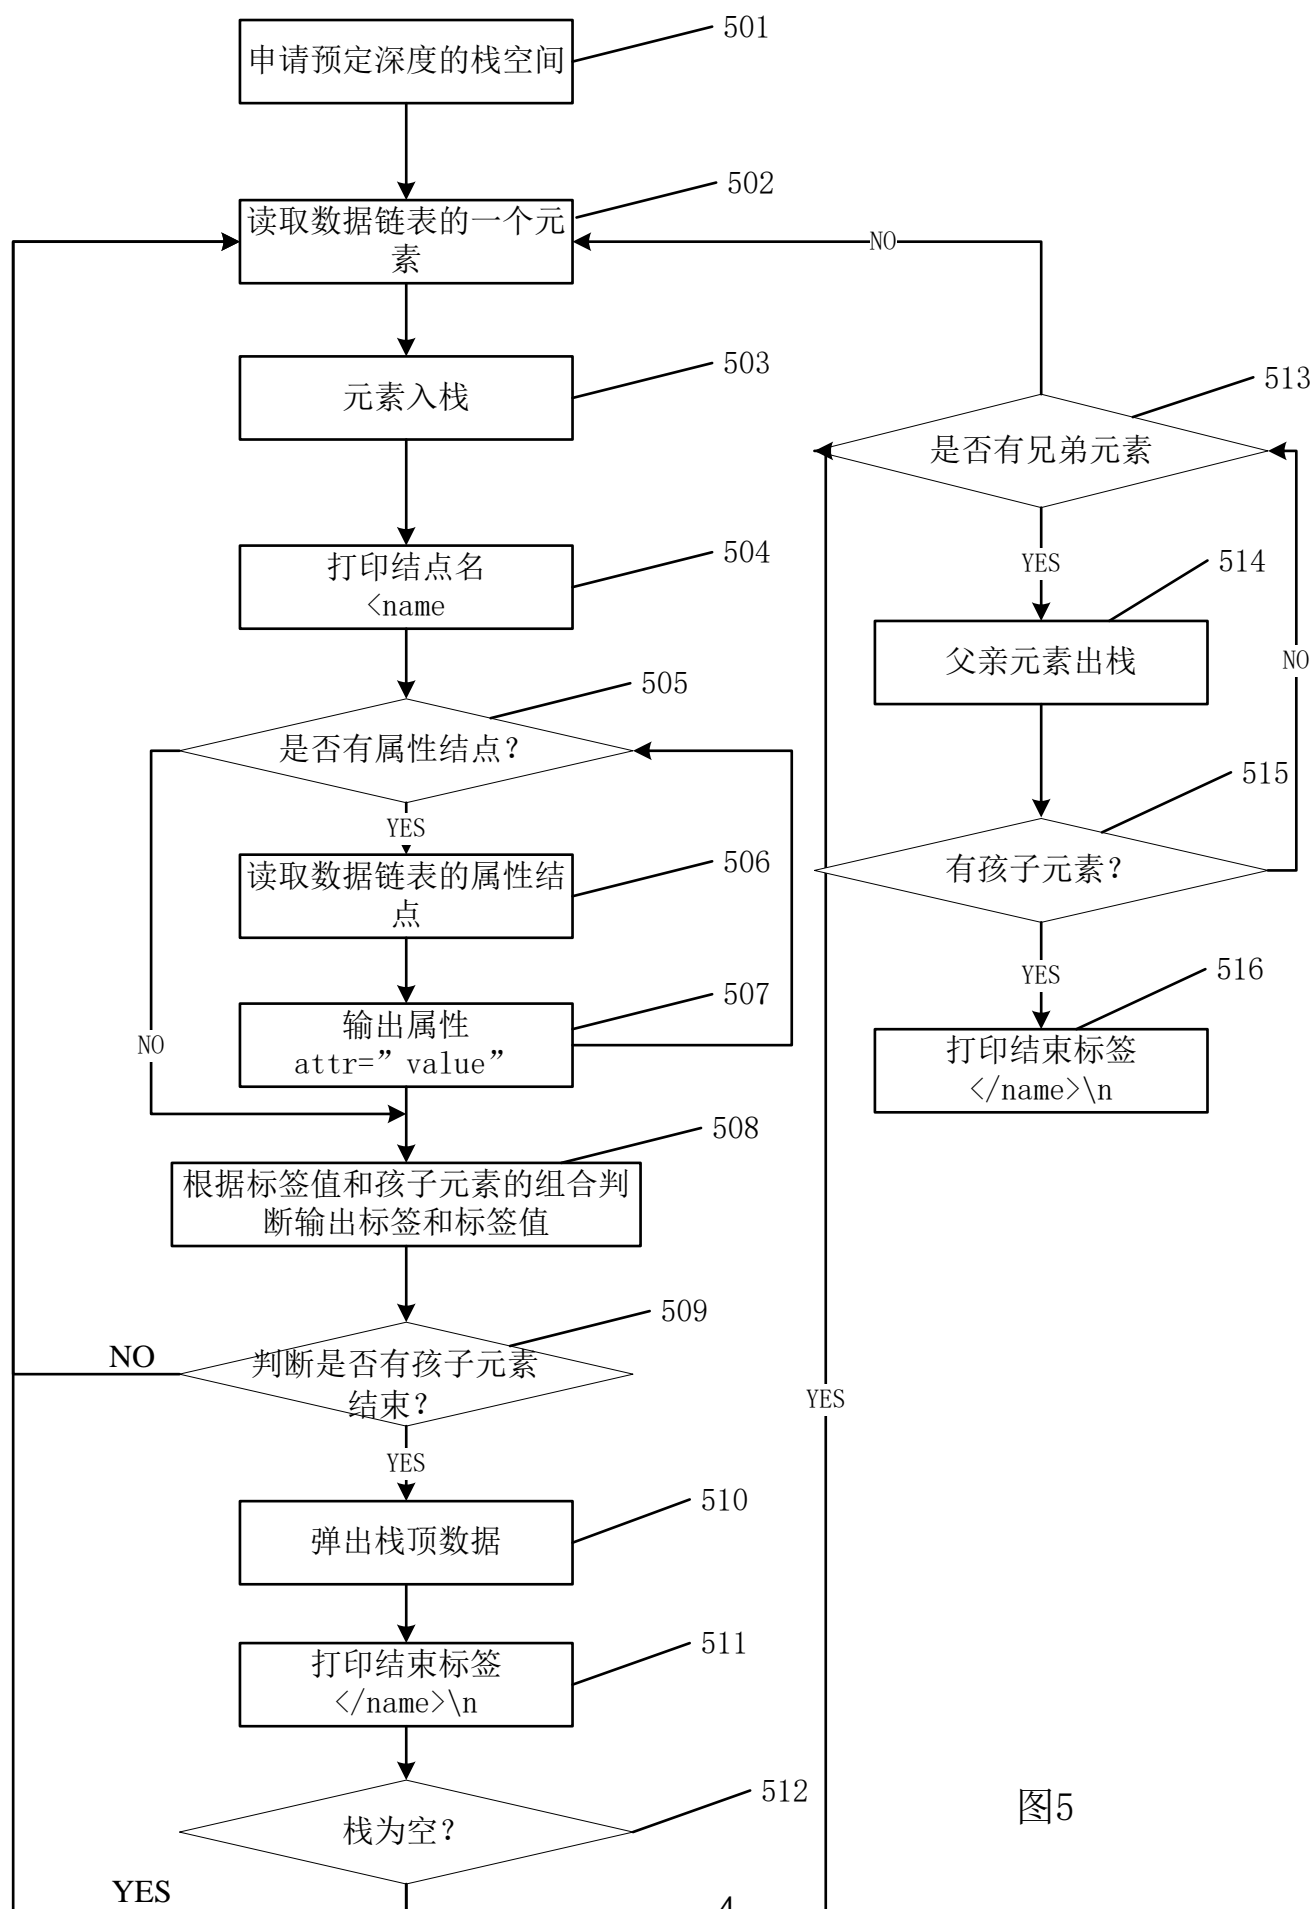 申请预定深度的栈空间
501
读取数据链表的一个元
素
502
NO
元素入栈
503
打印结点名
<name
504
是否有属性结点?
505
YES
读取数据链表的属性结
点
506
输出属性
attr=”value”
507
NO
根据标签值和孩子元素的组合判
断输出标签和标签值
508
判断是否有孩子元素
结束?
509
NO
YES
弹出栈顶数据
510
打印结束标签
</name>\n
511
栈为空?
512
YES
是否有兄弟元素
513
YES
父亲元素出栈
514
NO
有孩子元素?
515
YES
打印结束标签
</name>\n
516
YES
图5